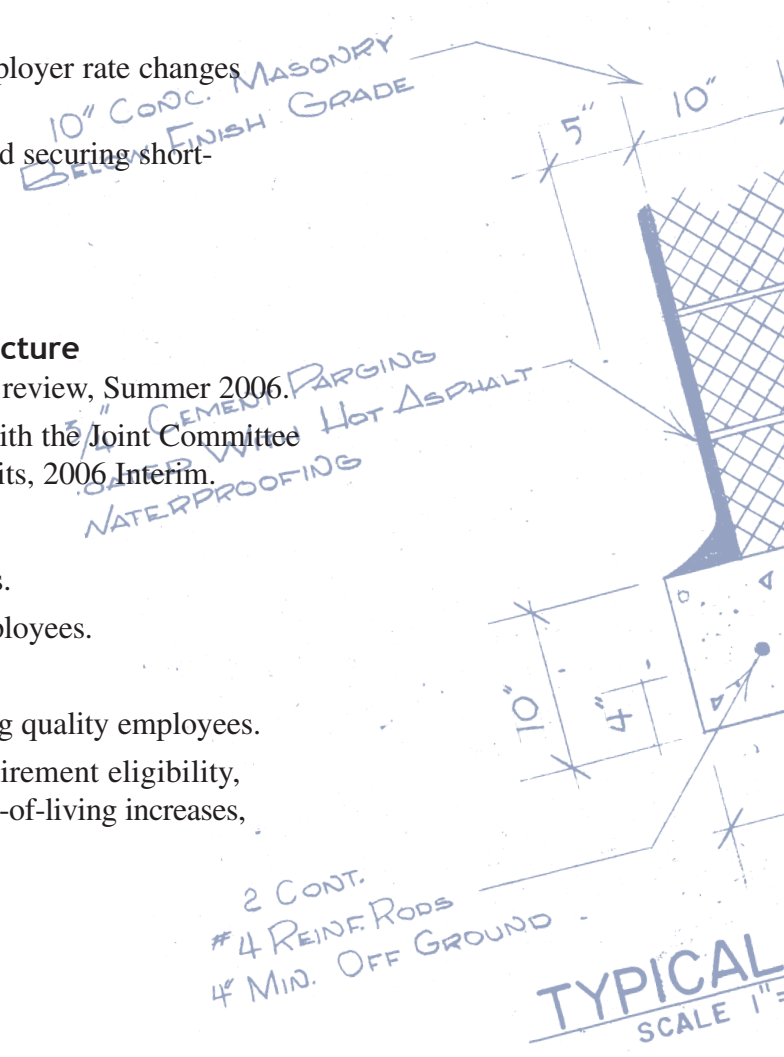 ployer rate changes
10" CONC. MASONRY
BELOW FINISH GRADE
d securing short-
5"
10"
cture
review, Summer 2006.
ith the Joint Committee
its, 2006 Interim.
3/4" CEMENT PARGING
OATED WITH HOT ASPHALT
WATERPROOFING
s.
ployees.
g quality employees.
irement eligibility,
-of-living increases,
10"
4"
2 CONT.
#4 REINF. RODS
4" MIN. OFF GROUND
TYPICAL
SCALE 1"=